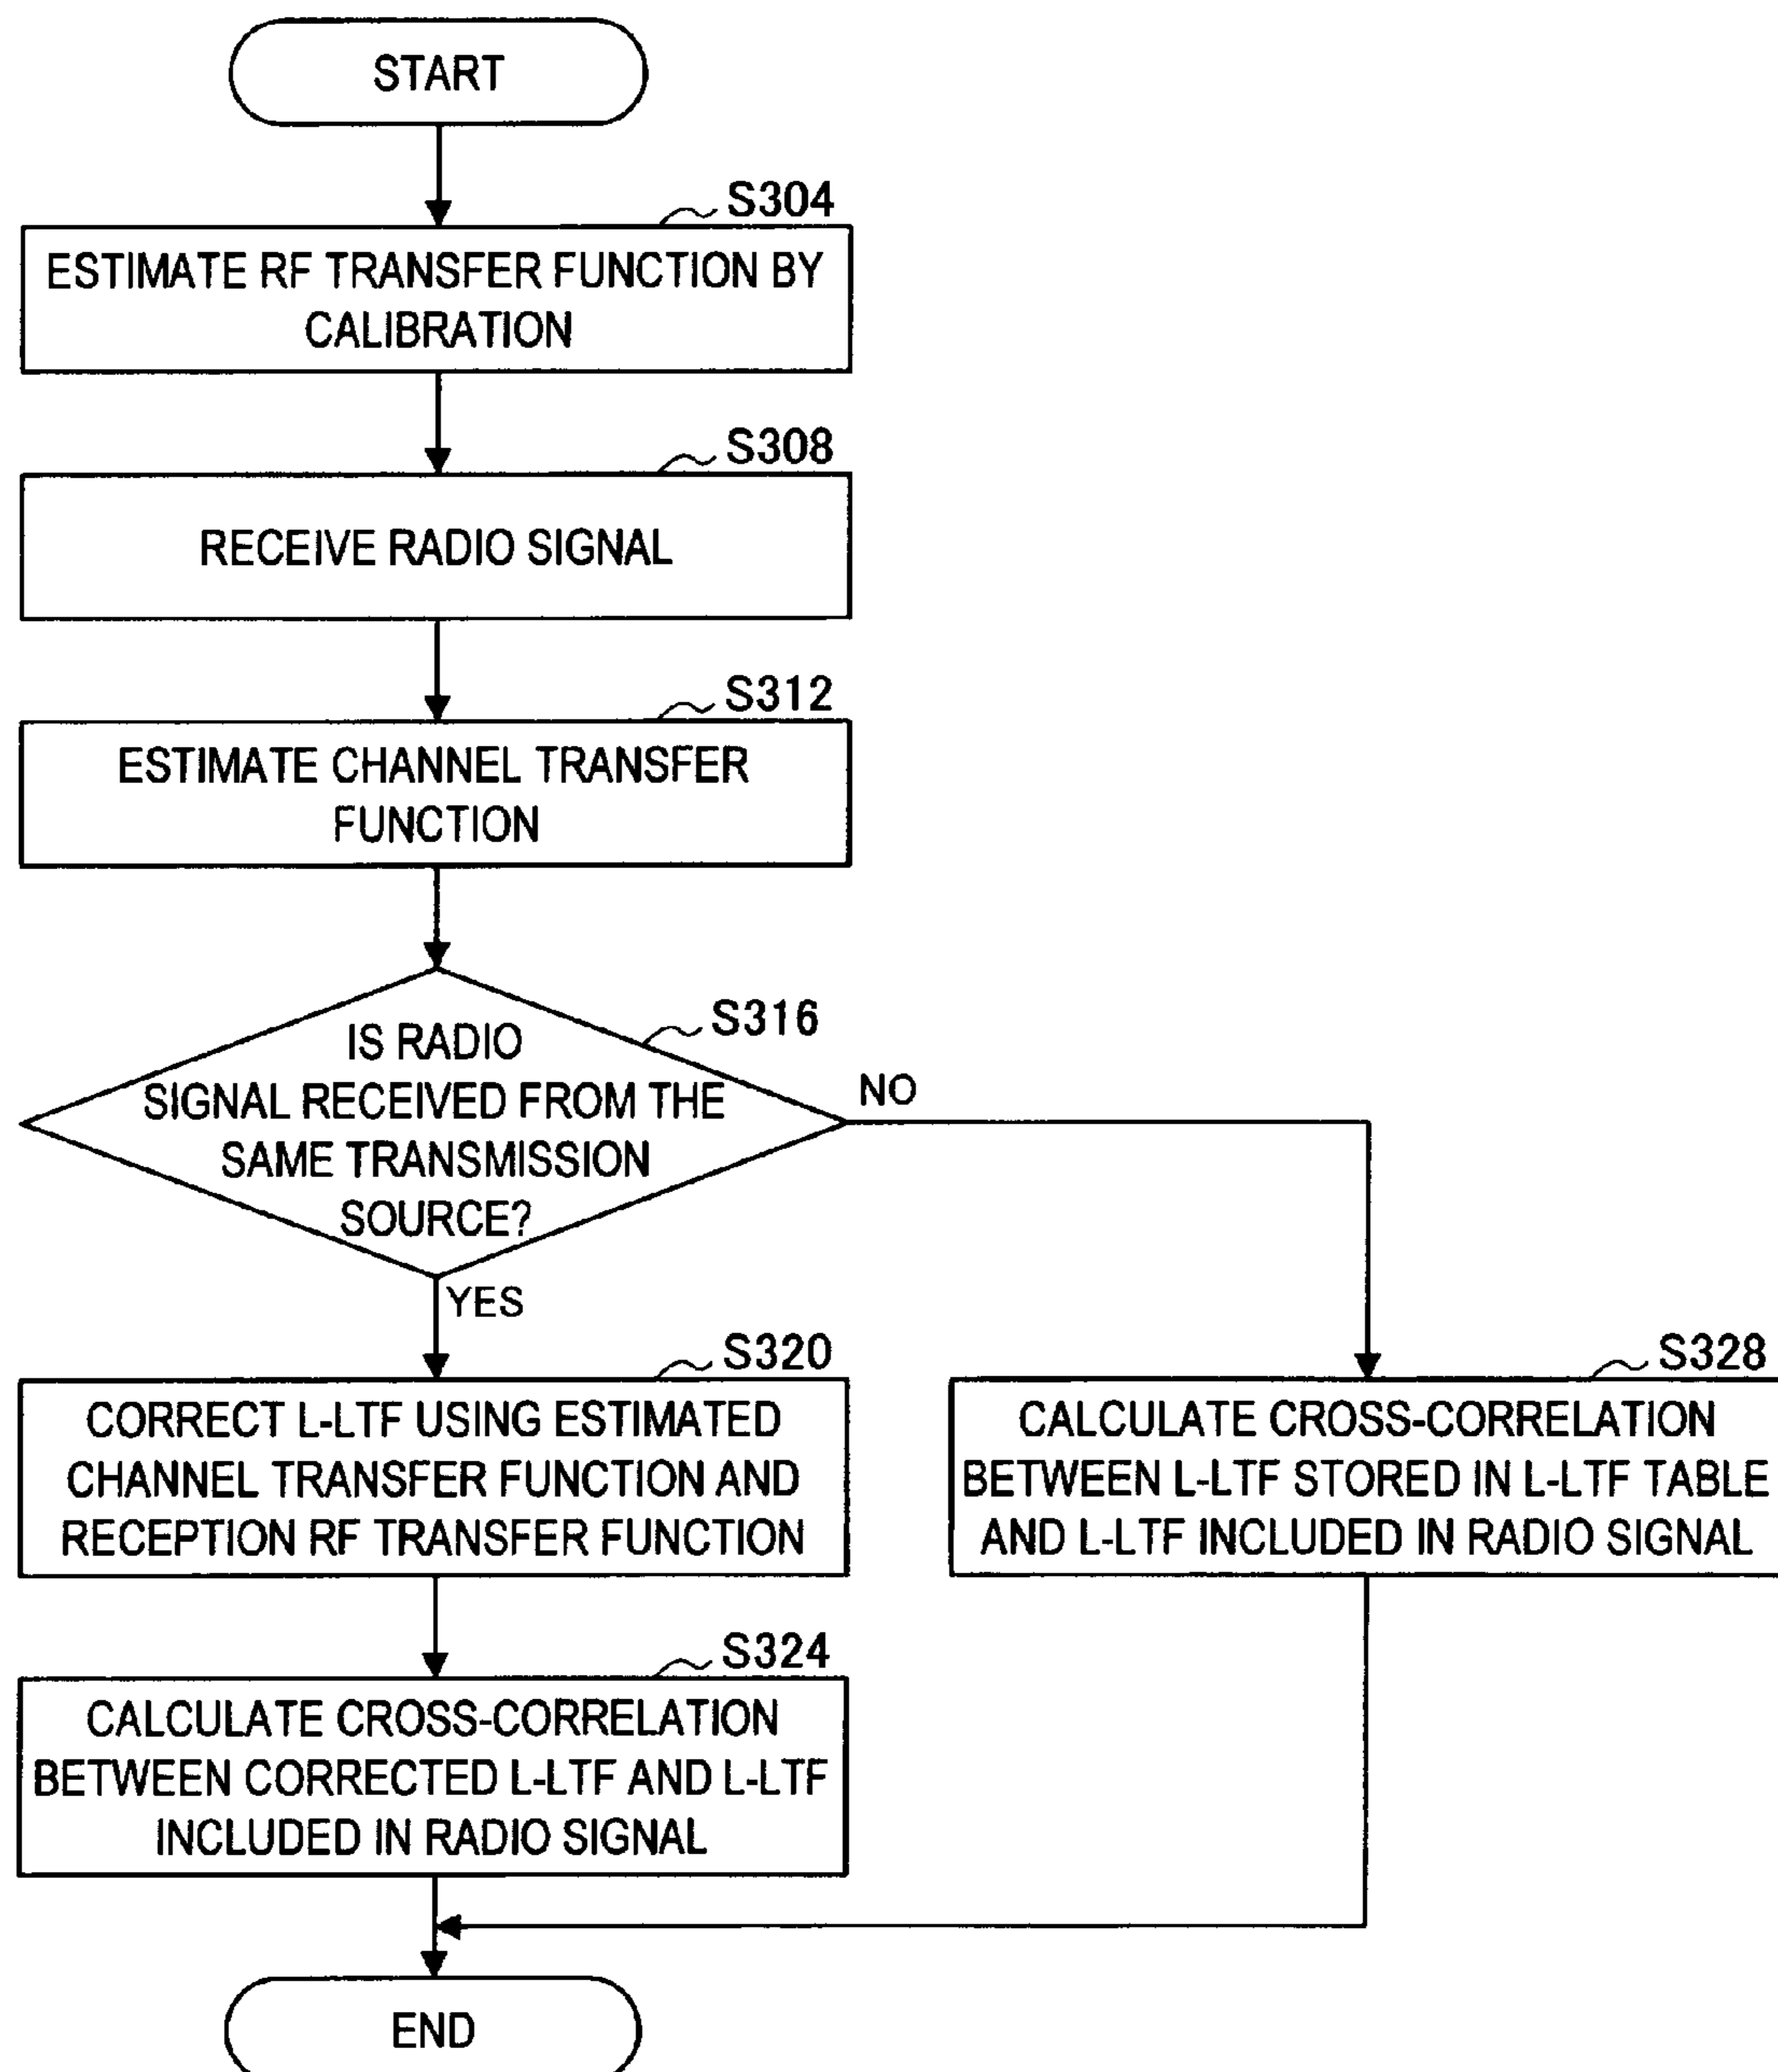 START
S304
ESTIMATE RF TRANSFER FUNCTION BY
CALIBRATION
S308
RECEIVE RADIO SIGNAL
S312
ESTIMATE CHANNEL TRANSFER
FUNCTION
S316
IS RADIO
SIGNAL RECEIVED FROM THE
SAME TRANSMISSION
SOURCE?
NO
YES
S320
CORRECT L-LTF USING ESTIMATED
CHANNEL TRANSFER FUNCTION AND
RECEPTION RF TRANSFER FUNCTION
S328
CALCULATE CROSS-CORRELATION
BETWEEN L-LTF STORED IN L-LTF TABLE
AND L-LTF INCLUDED IN RADIO SIGNAL
S324
CALCULATE CROSS-CORRELATION
BETWEEN CORRECTED L-LTF AND L-LTF
INCLUDED IN RADIO SIGNAL
END